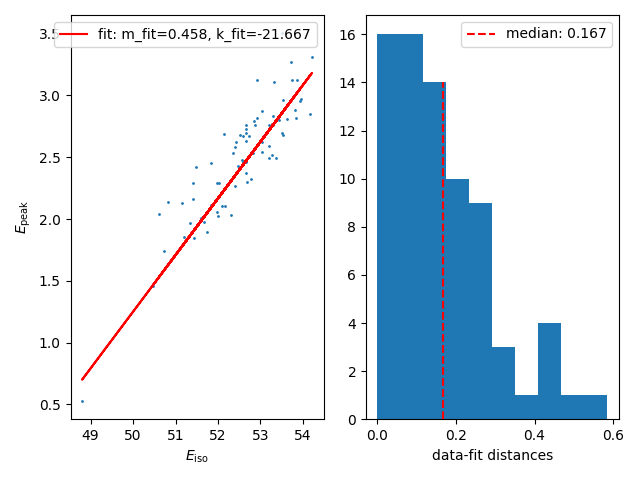 fit: m_fit=0.458, k_fit=-21.667
3.5
3.0
2.5
2.0
1.5
1.0
0.5
E_peak
49 50 51 52 53 54
E_iso
median: 0.167
16
14
12
10
8
6
4
2
0
0.0 0.2 0.4 0.6
data-fit distances